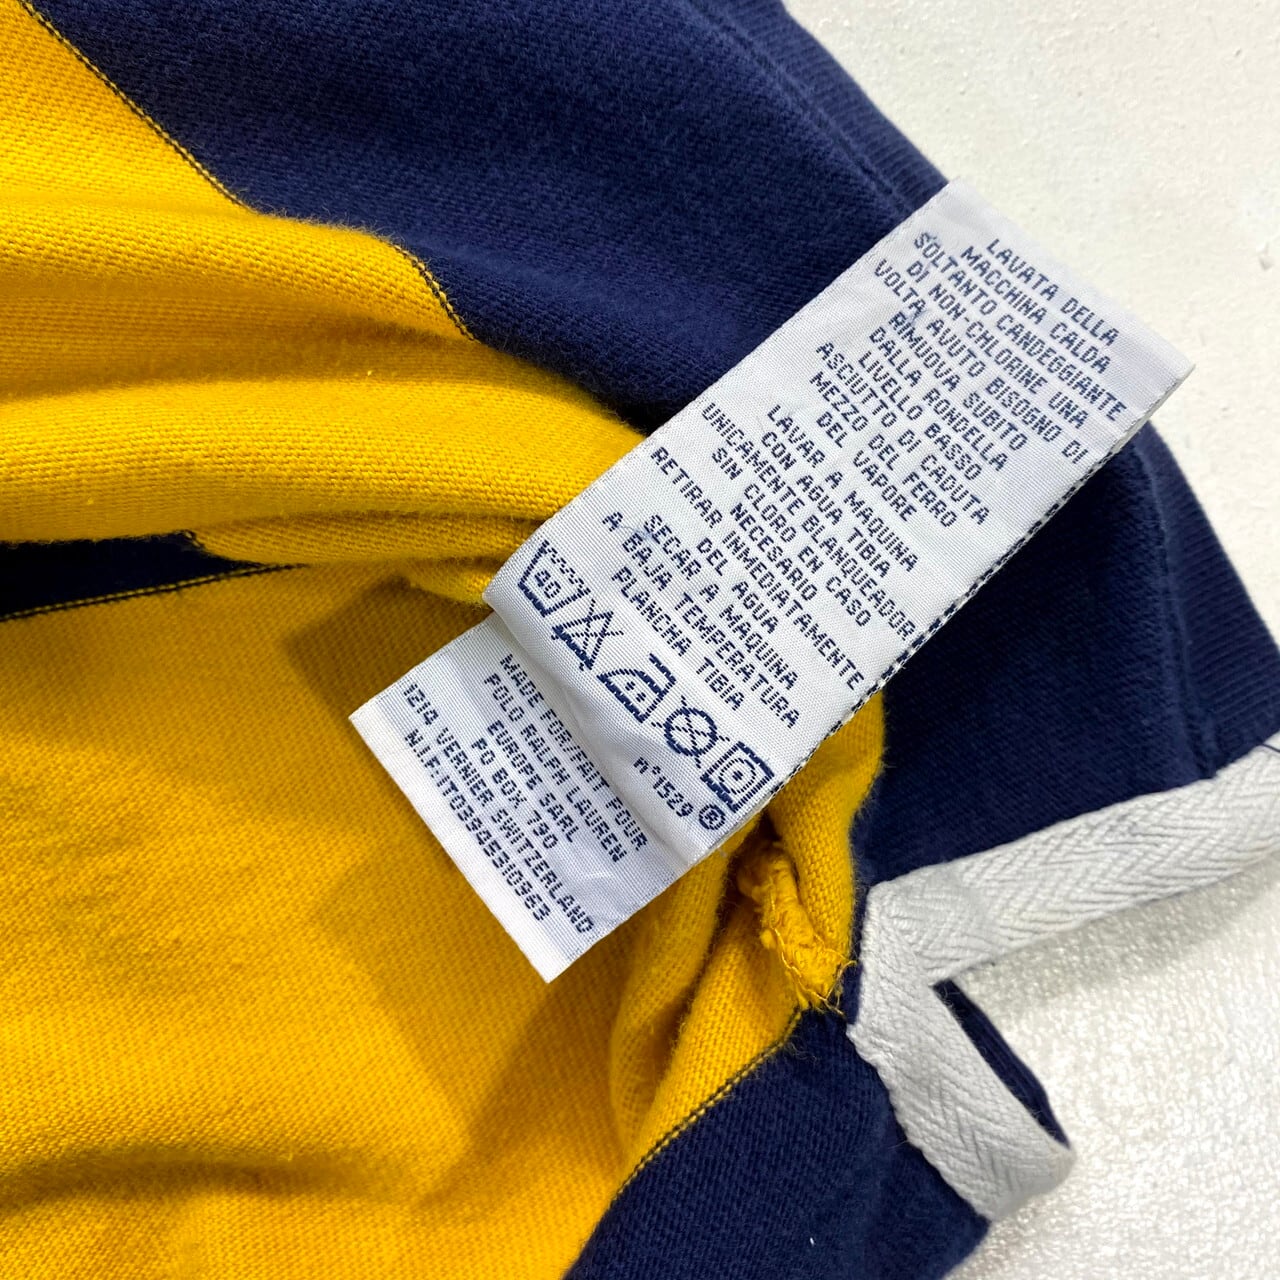 LAVATA DELLA
MACCHINA CALDA
SOLTANTO CANDEGGIANTE
DI NON-CHLORINE UNA
VOLTA AVUTO BISOGNO DI
RIMUOVA SUBITO
DALLA RONDELLA
LIVELLO BASSO
ASCIUTTO DI CADUTA
MEZZO DEL FERRO
DEL VAPORE
LAVAR A MAQUINA
CON AGUA TIBIA
UNICAMENTE BLANQUEADOR
SIN CLORO EN CASO
NECESARIO
RETIRAR INMEDIATAMENTE
DEL AGUA
SECAR A MAQUINA
A BAJA TEMPERATURA
PLANCHA TIBIA
40
n°1529 ®
MADE FOR/FAIT POUR
POLO RALPH LAUREN
EUROPE SARL
PO BOX 790
1214 VERNIER SWITZERLAND
N.I.F:IT03945310963